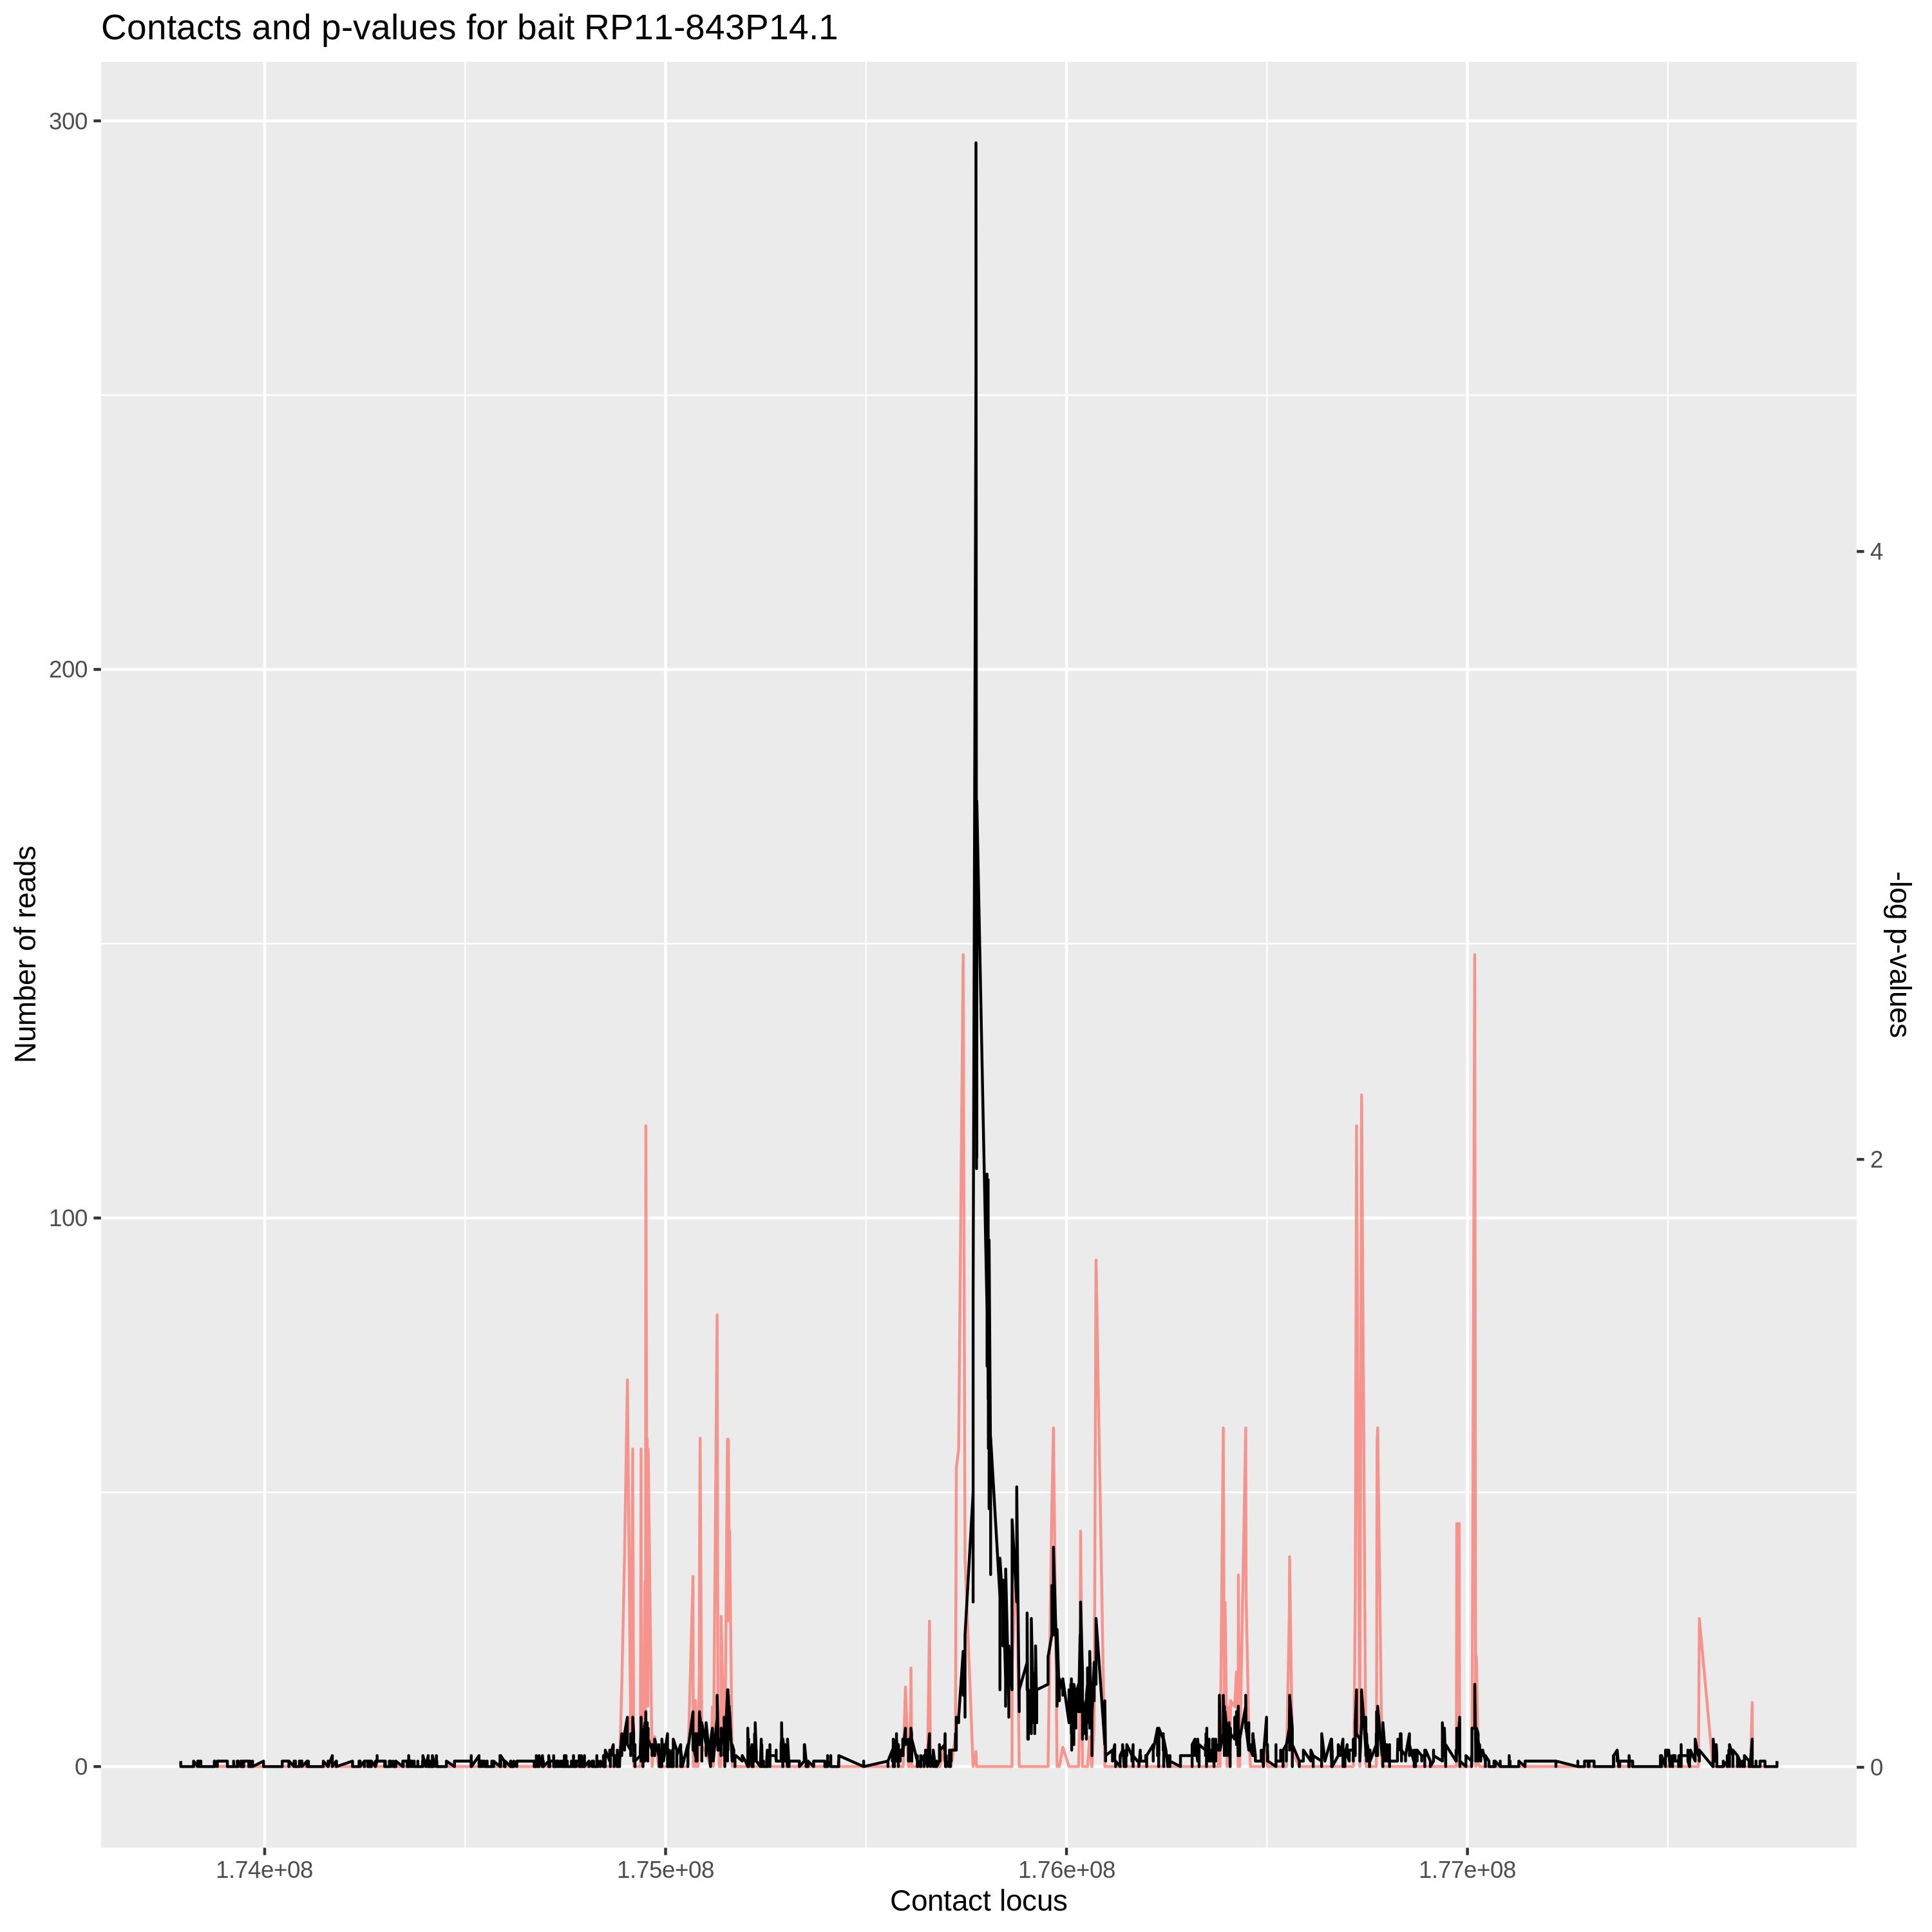 Contacts and p-values for bait RP11-843P14.1
300
200
100
0
Number of reads
4
2
0
-log p-values
1.74e+08
1.75e+08
1.76e+08
1.77e+08
Contact locus